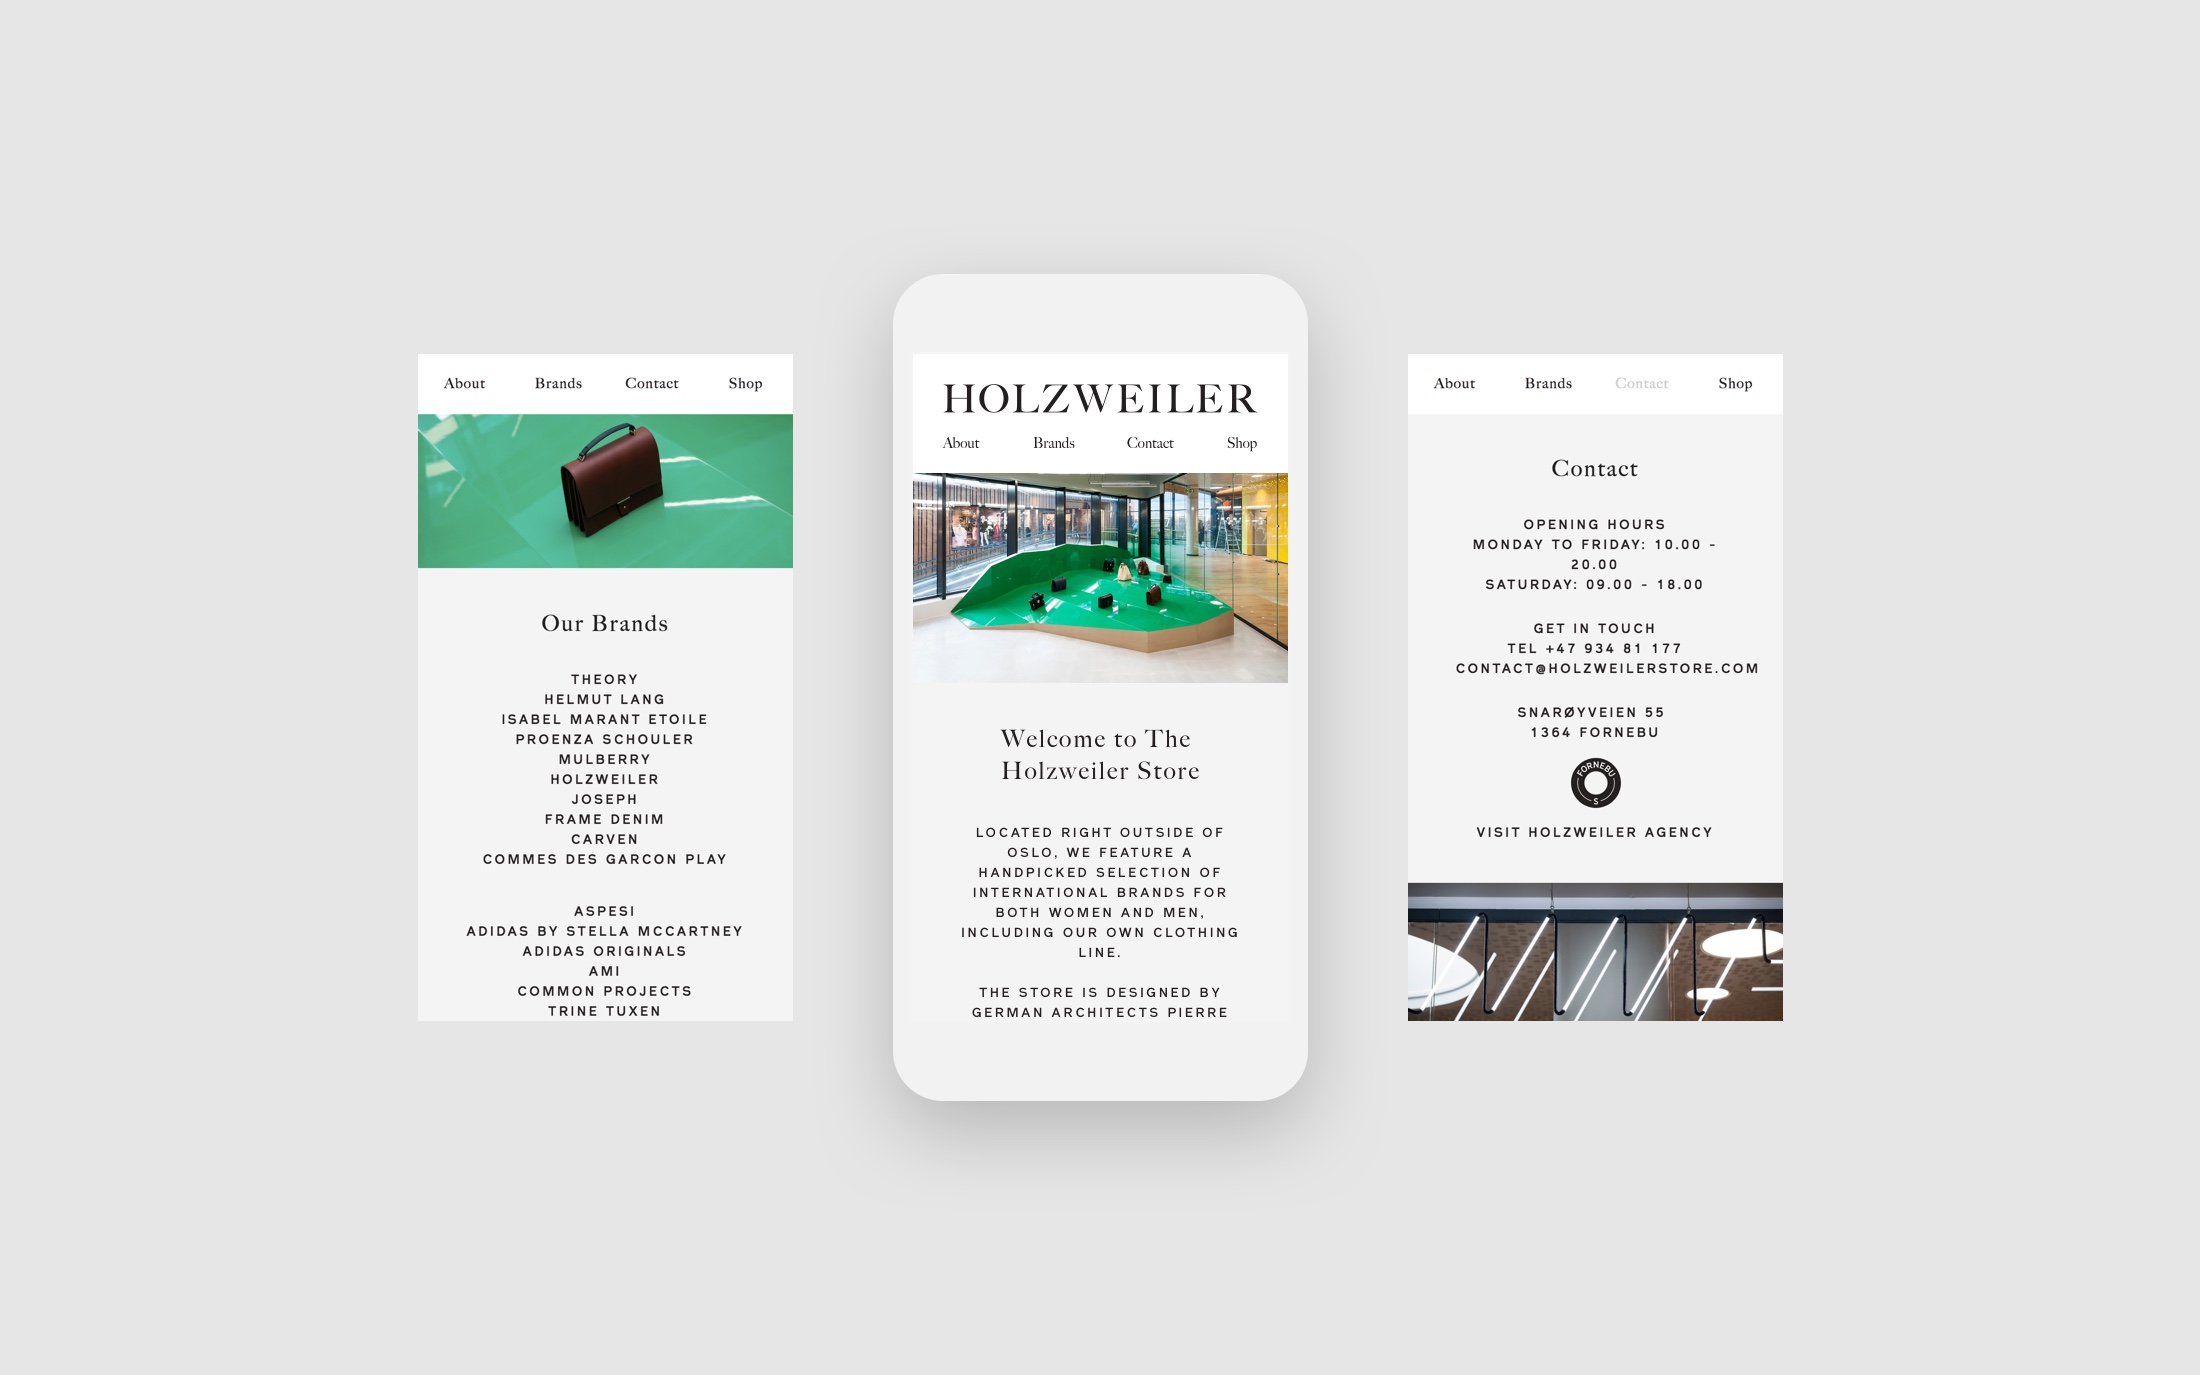 About Brands Contact Shop
Our Brands
THEORY
HELMUT LANG
ISABEL MARANT ETOILE
PROENZA SCHOULER
MULBERRY
HOLZWEILER
JOSEPH
FRAME DENIM
CARVEN
COMMES DES GARCON PLAY
ASPESI
ADIDAS BY STELLA MCCARTNEY
ADIDAS ORIGINALS
AMI
COMMON PROJECTS
TRINE TUXEN
HOLZWEILER
About Brands Contact Shop
Welcome to The
Holzweiler Store
LOCATED RIGHT OUTSIDE OF
OSLO, WE FEATURE A
HANDPICKED SELECTION OF
INTERNATIONAL BRANDS FOR
BOTH WOMEN AND MEN,
INCLUDING OUR OWN CLOTHING
LINE.
THE STORE IS DESIGNED BY
GERMAN ARCHITECTS PIERRE
About Brands Contact Shop
Contact
OPENING HOURS
MONDAY TO FRIDAY: 10.00 -
20.00
SATURDAY: 09.00 - 18.00
GET IN TOUCH
TEL +47 934 81 177
CONTACT@HOLZWEILERSTORE.COM
SNARØYVEIEN 55
1364 FORNEBU
FORNEBU
S
VISIT HOLZWEILER AGENCY